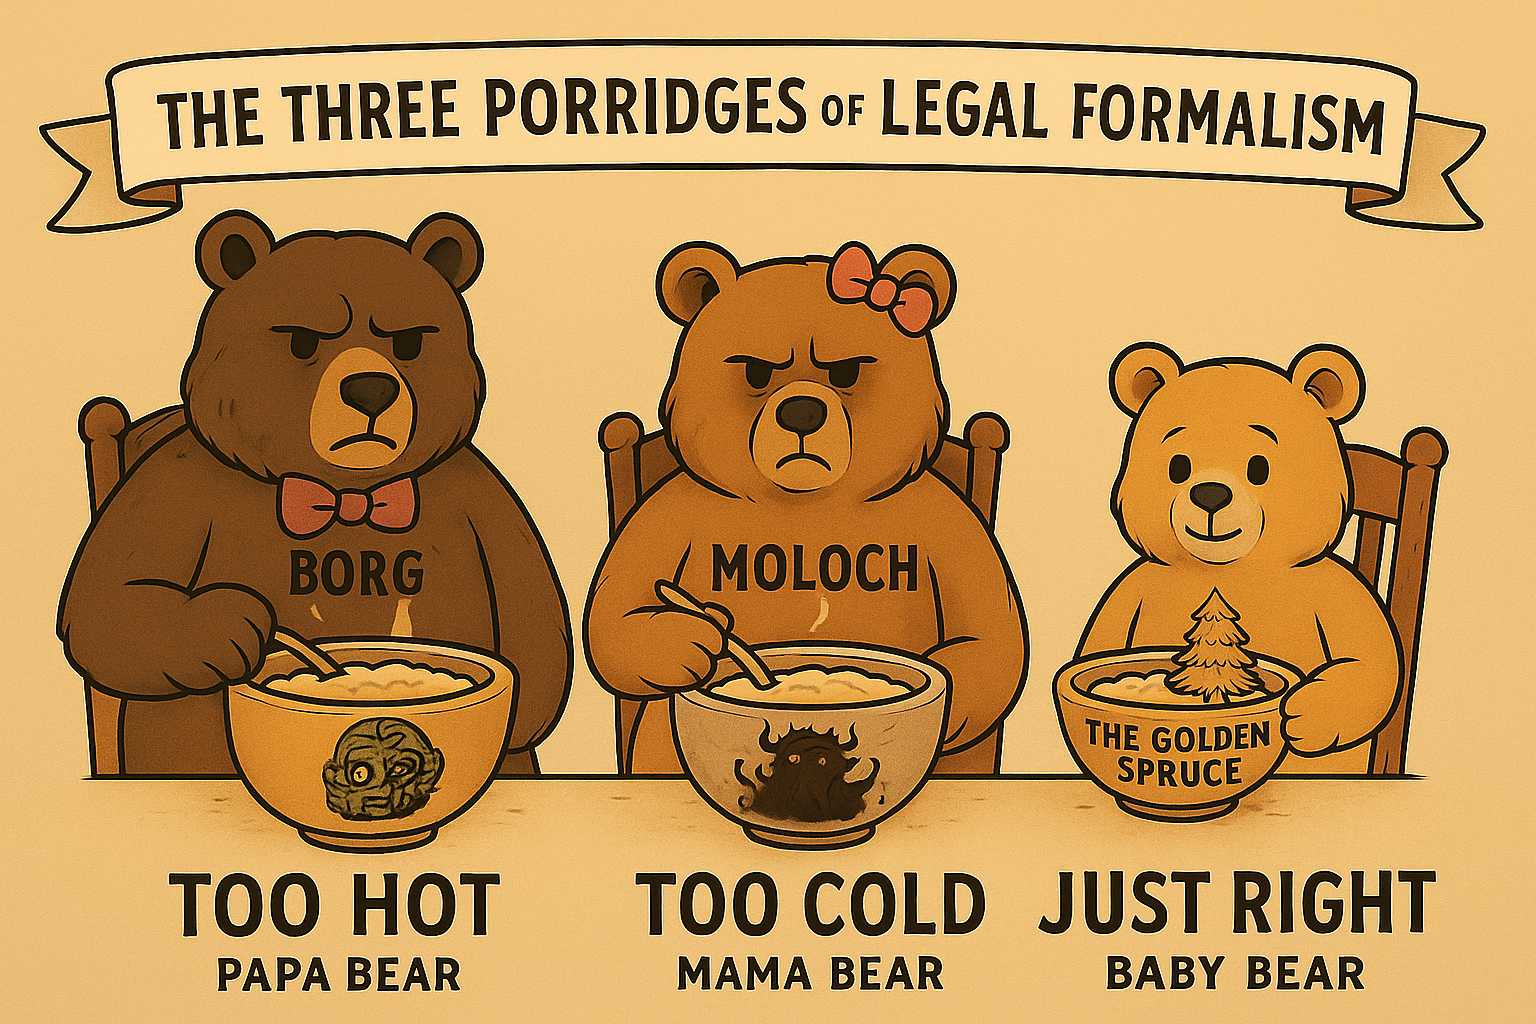 THE THREE PORRIDGES OF LEGAL FORMALISM
BORG
MOLOCH
THE GOLDEN
SPRUCE
TOO HOT
PAPA BEAR
TOO COLD
MAMA BEAR
JUST RIGHT
BABY BEAR